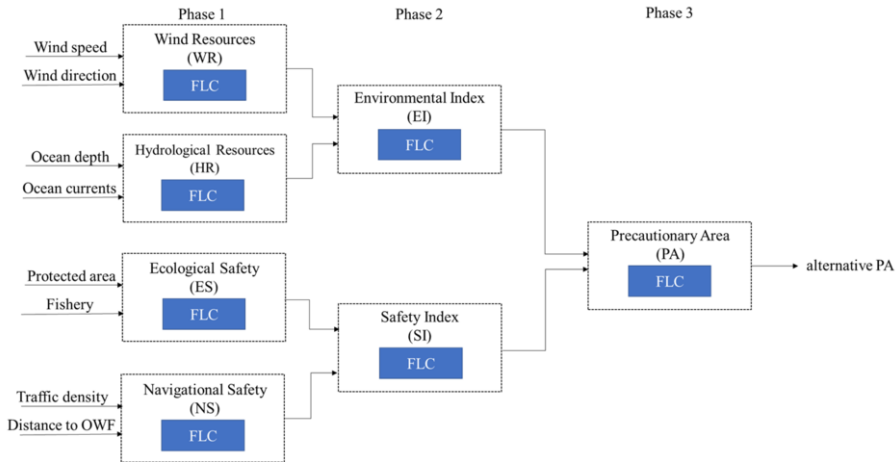 Phase 1
Phase 2
Phase 3
Wind speed
Wind direction
Wind Resources
(WR)
FLC
Ocean depth
Ocean currents
Hydrological Resources
(HR)
FLC
Protected area
Fishery
Ecological Safety
(ES)
FLC
Traffic density
Distance to OWF
Navigational Safety
(NS)
FLC
Environmental Index
(EI)
FLC
Safety Index
(SI)
FLC
Precautionary Area
(PA)
FLC
alternative PA